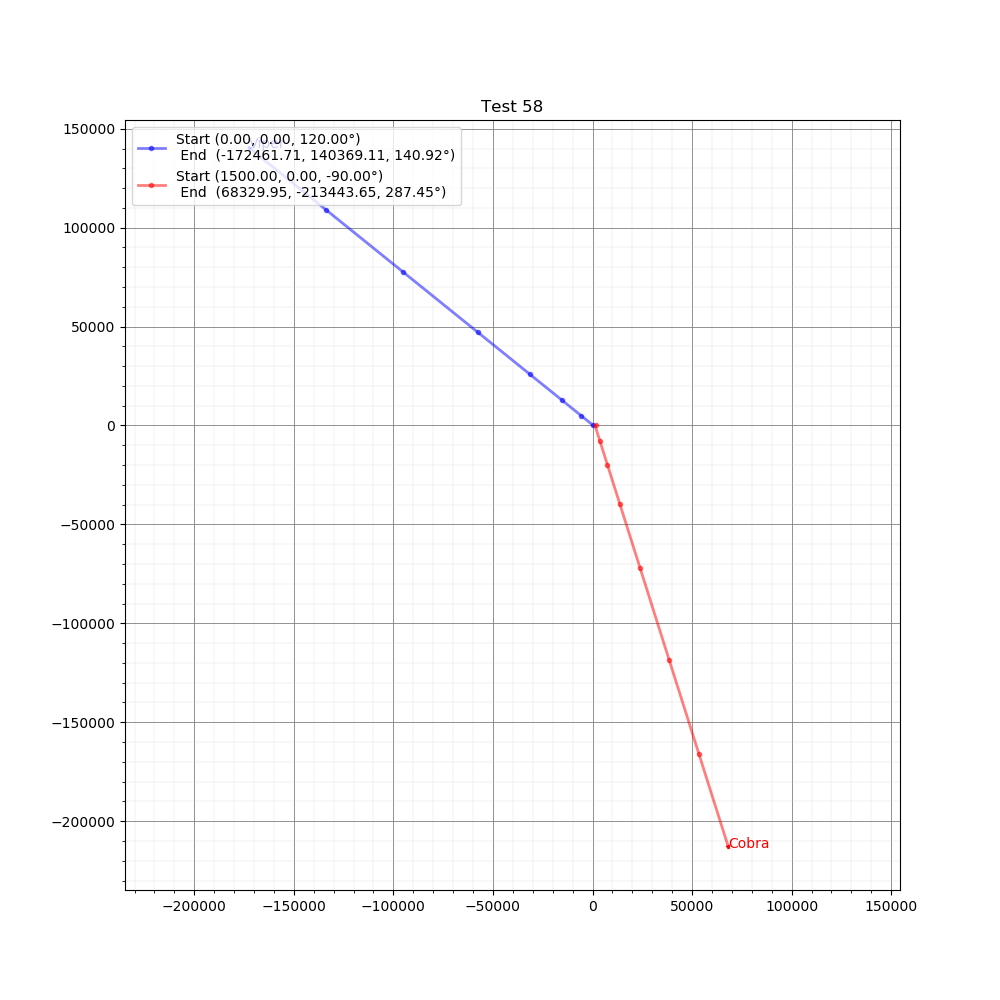 Test 58
Start (0.00, 0.00, 120.00°)
End  (-172461.71, 140369.11, 140.92°)
Start (1500.00, 0.00, -90.00°)
End  (68329.95, -213443.65, 287.45°)
150000
100000
50000
0
−50000
−100000
−150000
−200000
Cobra
−200000 −150000 −100000 −50000 0 50000 100000 150000